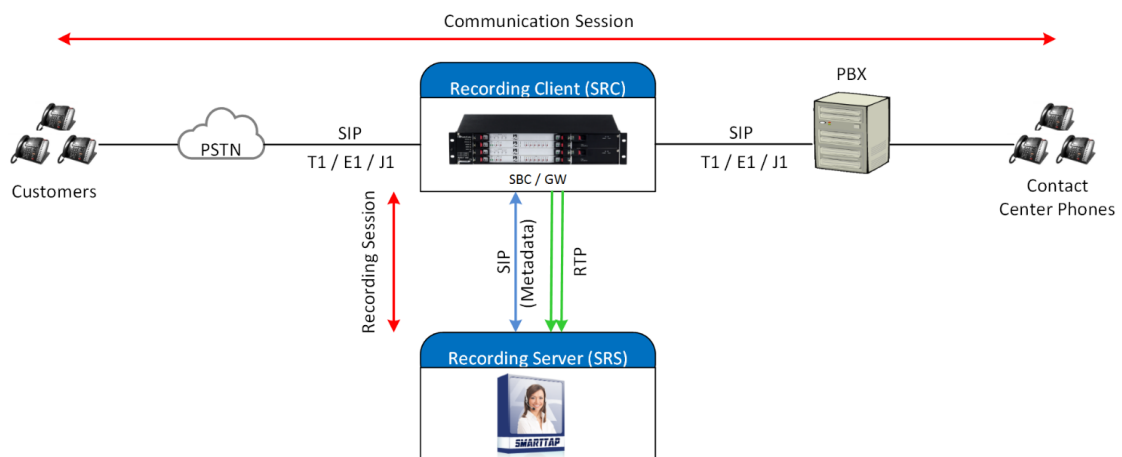 Communication Session
Recording Client (SRC)
PBX
SIP
SIP
PSTN
T1 / E1 / J1
T1 / E1 / J1
SBC / GW
Customers
Contact
Center Phones
Recording Session
SIP
(Metadata)
RTP
Recording Server (SRS)
SMARTTAP